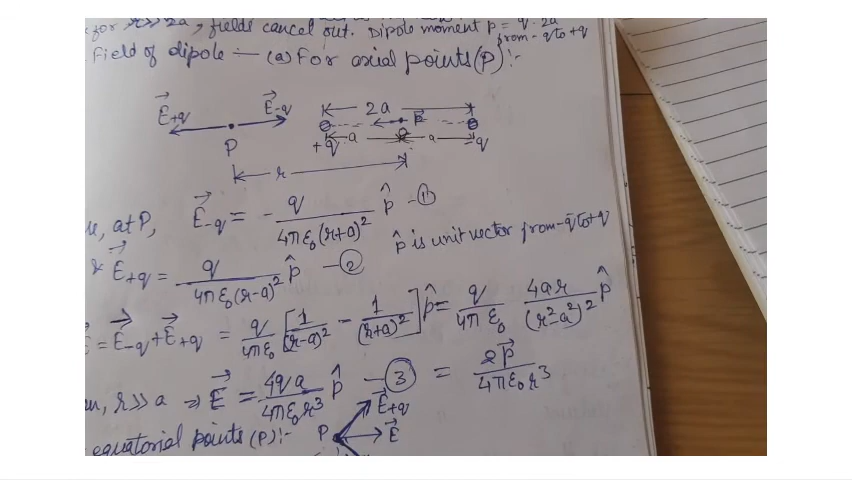 for r >> 2a, fields cancel out. Dipole moment p = q · 2a
from -q to +q
Field of dipole :— (a) For axial points (P) :-
2a
E⃗+q E⃗-q p⃗
P +q a O a -q
r
at P, E⃗-q = - q / 4πε₀(r+a)² p̂ —①
p̂ is unit vector from -q to +q
& E⃗+q = q / 4πε₀(r-a)² p̂ —②
E⃗ = E⃗-q + E⃗+q = q / 4πε₀ [1/(r-a)² - 1/(r+a)²] p̂ = q / 4πε₀ 4ar / (r²-a²)² p̂
r >> a ⇒ E⃗ = 4qa / 4πε₀r³ p̂ —③ = 2p⃗ / 4πε₀r³
equatorial points (P) :- P E⃗+q
E⃗